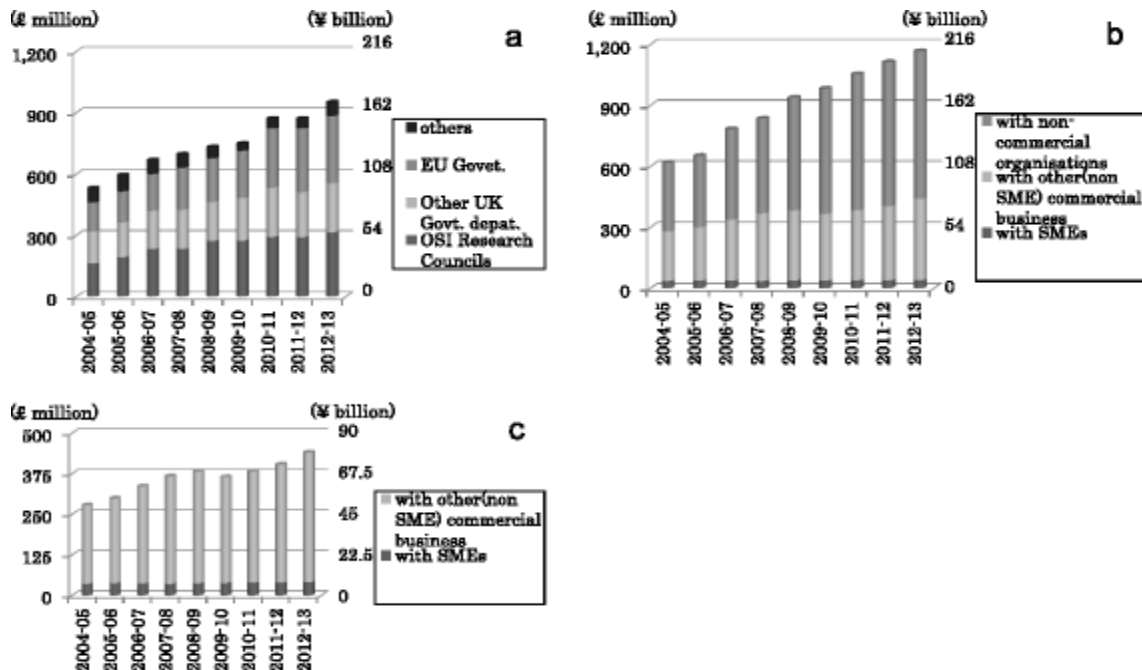 (£ million)
(¥ billion)
a
1,200
900
600
300
0
216
162
108
54
0
others
EU Govet.
Other UK
Govt. depat.
OSI Research
Councils
2004-05
2005-06
2006-07
2007-08
2008-09
2009-10
2010-11
2011-12
2012-13
(£ million)
(¥ billion)
b
1,200
900
600
300
0
216
162
108
54
0
with non-
commercial
organisations
with other(non
SME) commercial
business
with SMEs
2004-05
2005-06
2006-07
2007-08
2008-09
2009-10
2010-11
2011-12
2012-13
(£ million)
(¥ billion)
c
500
375
250
125
0
90
67.5
45
22.5
0
with other(non
SME) commercial
business
with SMEs
2004-05
2005-06
2006-07
2007-08
2008-09
2009-10
2010-11
2011-12
2012-13